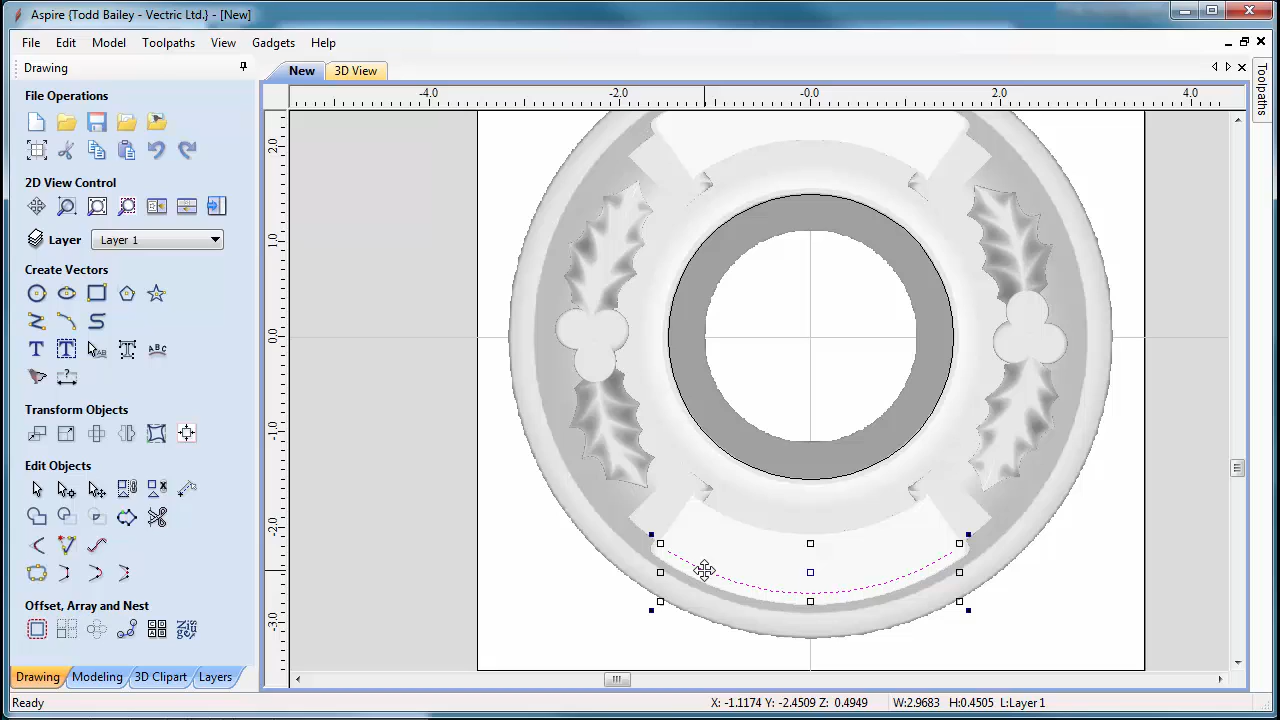 Aspire {Todd Bailey - Vectric Ltd.} - [New]
File Edit Model Toolpaths View Gadgets Help
Drawing
New 3D View
Toolpaths
File Operations
2D View Control
Layer Layer 1
Create Vectors
Transform Objects
Edit Objects
Offset, Array and Nest
Drawing Modeling 3D Clipart Layers
-4.0 -2.0 -0.0 2.0 4.0
2.0
1.0
0.0
-1.0
-2.0
-3.0
Ready X: -1.1174 Y: -2.4509 Z: 0.4949 W:2.9683 H:0.4505 L:Layer 1